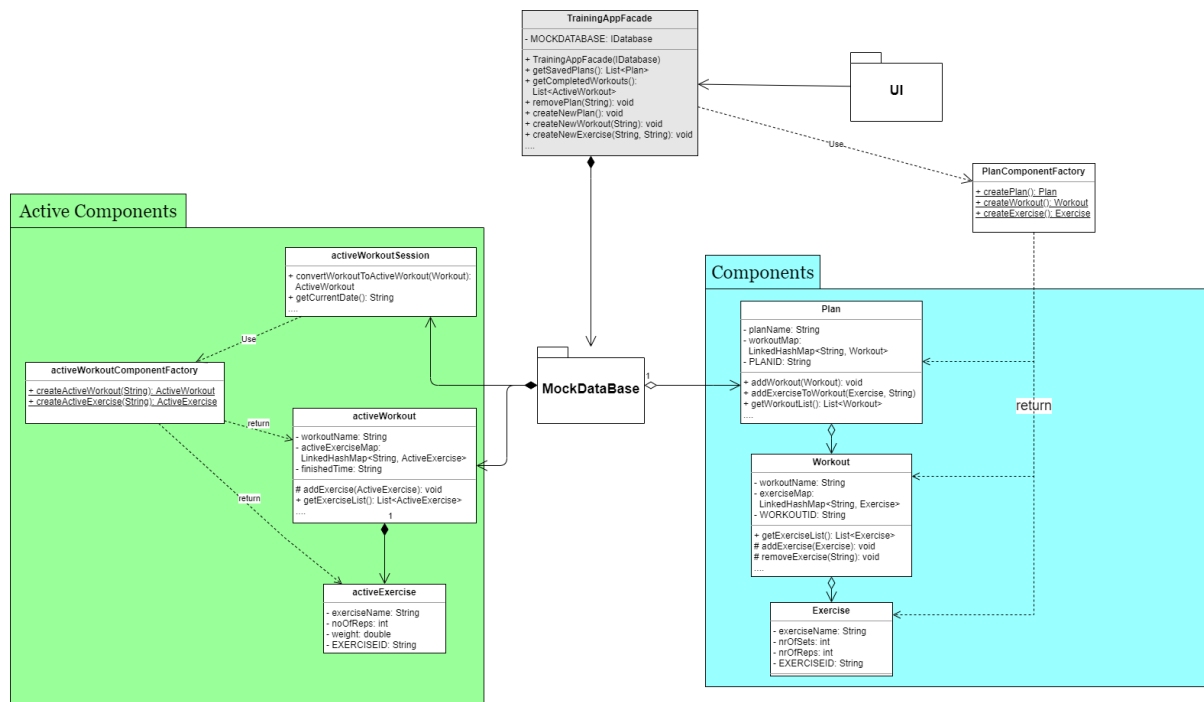 TrainingAppFacade
- MOCKDATABASE: IDatabase
+ TrainingAppFacade(IDatabase)
+ getSavedPlans(): List<Plan>
+ getCompletedWorkouts():
List<ActiveWorkout>
+ removePlan(String): void
+ createNewPlan(): void
+ createNewWorkout(String): void
+ createNewExercise(String, String): void
....
UI
Use
PlanComponentFactory
+ createPlan(): Plan
+ createWorkout(): Workout
+ createExercise(): Exercise
Active Components
activeWorkoutSession
+ convertWorkoutToActiveWorkout(Workout):
ActiveWorkout
+ getCurrentDate(): String
....
Use
activeWorkoutComponentFactory
+ createActiveWorkout(String): ActiveWorkout
+ createActiveExercise(String): ActiveExercise
return
return
activeWorkout
- workoutName: String
- activeExerciseMap:
LinkedHashMap<String, ActiveExercise>
- finishedTime: String
# addExercise(ActiveExercise): void
+ getExerciseList(): List<ActiveExercise>
....
1
activeExercise
- exerciseName: String
- noOfReps: int
- weight: double
- EXERCISEID: String
MockDataBase
1
Components
Plan
- planName: String
- workoutMap:
LinkedHashMap<String, Workout>
- PLANID: String
+ addWorkout(Workout): void
+ addExerciseToWorkout(Exercise, String)
+ getWorkoutList(): List<Workout>
....
return
Workout
- workoutName: String
- exerciseMap:
LinkedHashMap<String, Exercise>
- WORKOUTID: String
+ getExerciseList(): List<Exercise>
# addExercise(Exercise): void
# removeExercise(String): void
....
Exercise
- exerciseName: String
- nrOfSets: int
- nrOfReps: int
- EXERCISEID: String